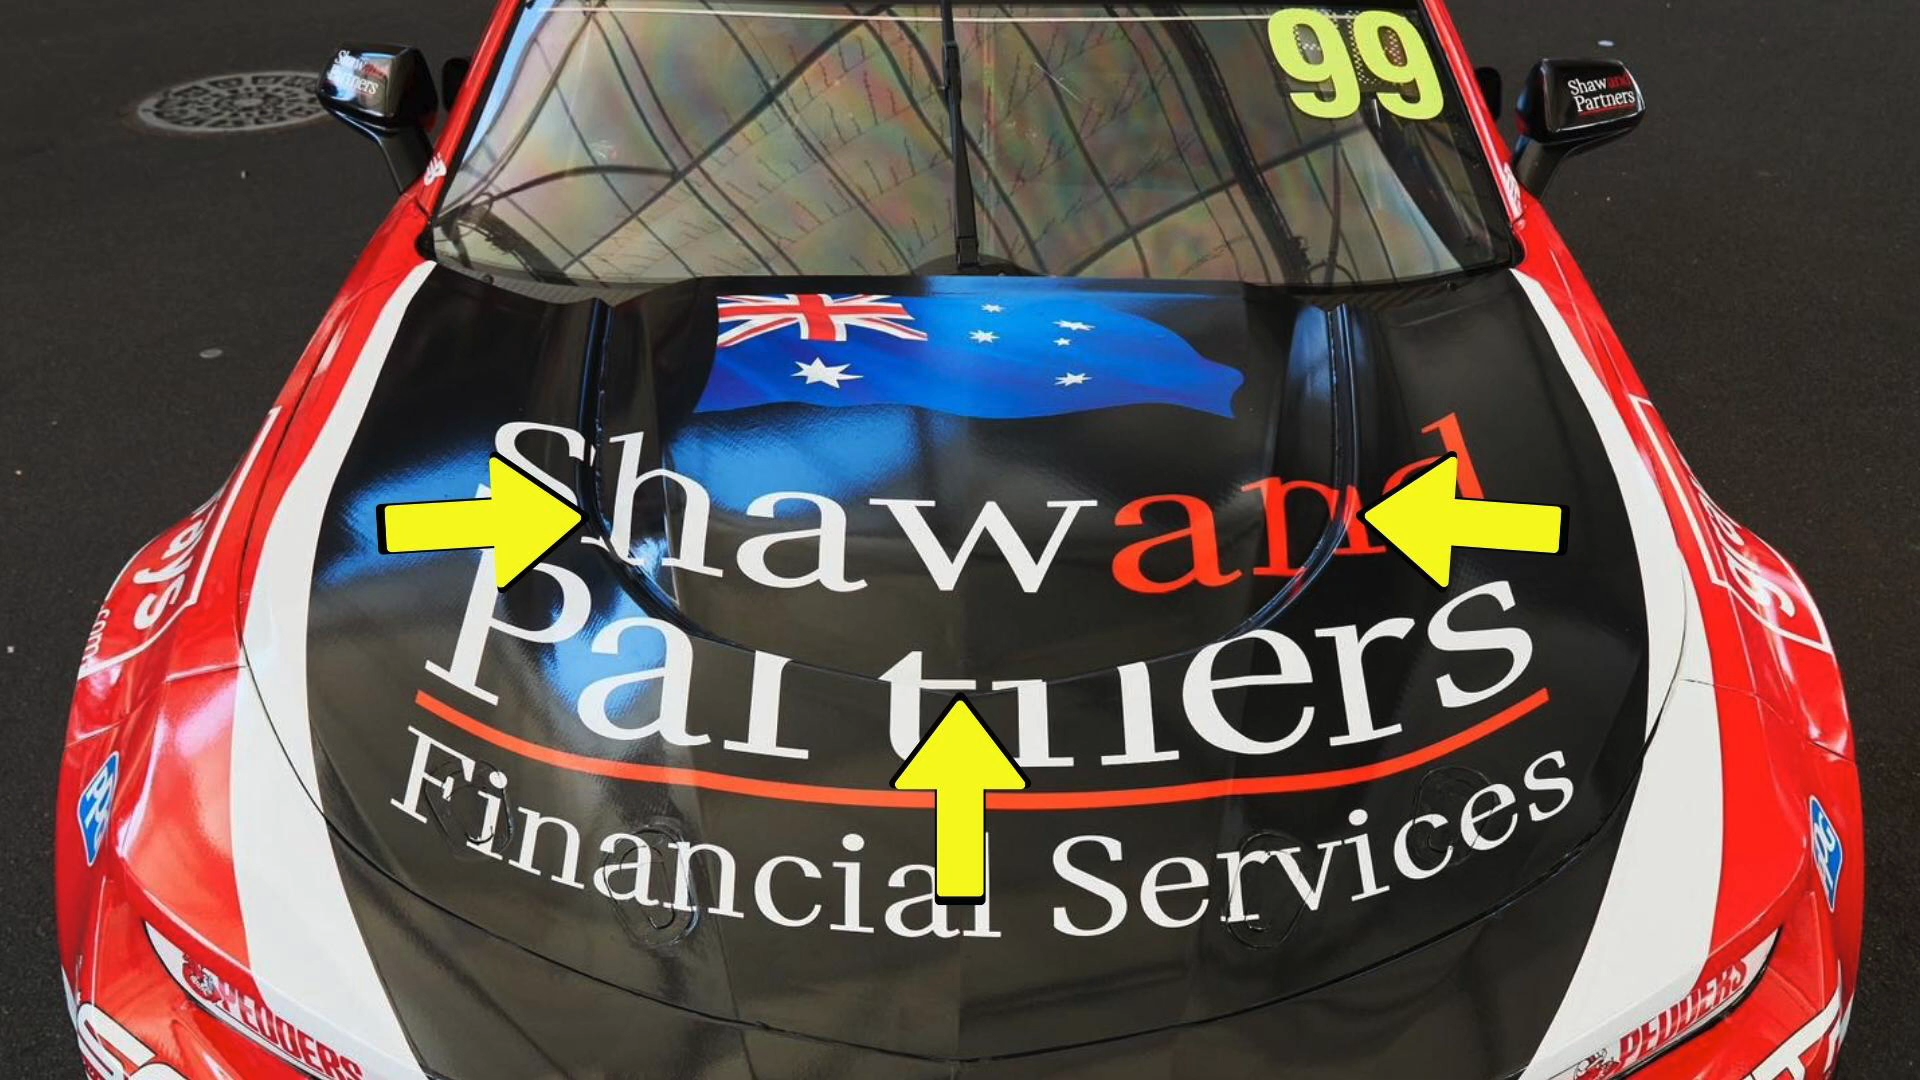 99
Shaw and
Partners
Shaw and
Partners
Shaw and
Partners
Financial Services
PEDDERS
PEDDERS